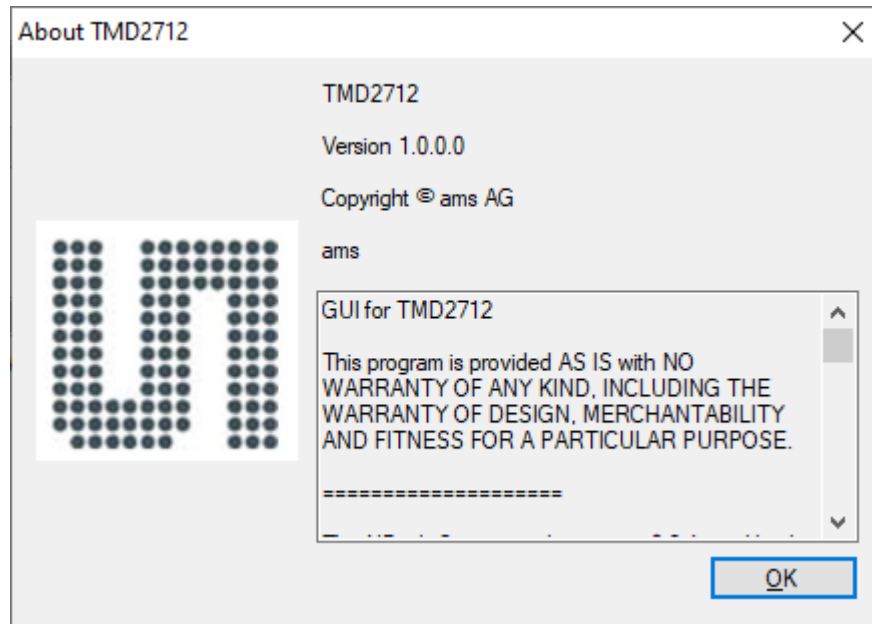 About TMD2712
TMD2712
Version 1.0.0.0
Copyright © ams AG
ams
GUI for TMD2712
This program is provided AS IS with NO
WARRANTY OF ANY KIND, INCLUDING THE
WARRANTY OF DESIGN, MERCHANTABILITY
AND FITNESS FOR A PARTICULAR PURPOSE.
====================
OK